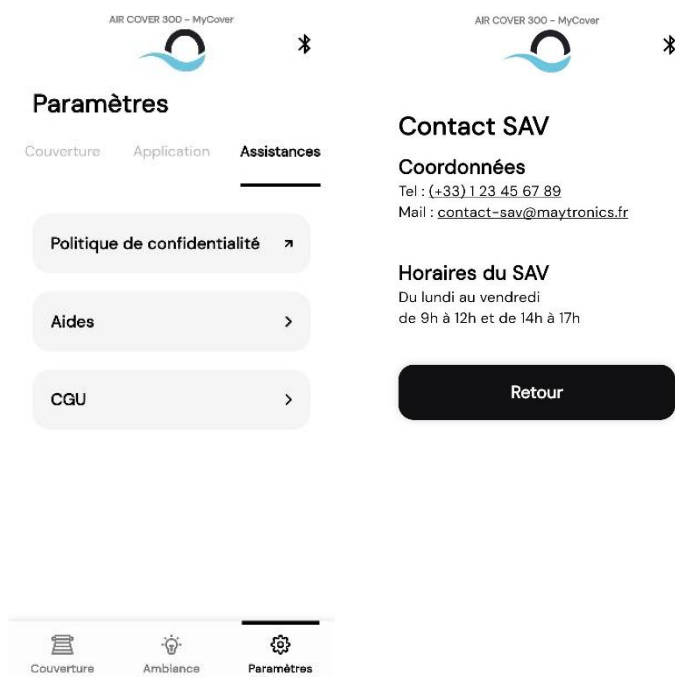 AIR COVER 300 - MyCover
Paramètres
Couverture Application Assistances
Politique de confidentialité
Aides
CGU
Couverture Ambiance Paramètres
AIR COVER 300 - MyCover
Contact SAV
Coordonnées
Tel : (+33) 1 23 45 67 89
Mail : contact-sav@maytronics.fr
Horaires du SAV
Du lundi au vendredi
de 9h à 12h et de 14h à 17h
Retour